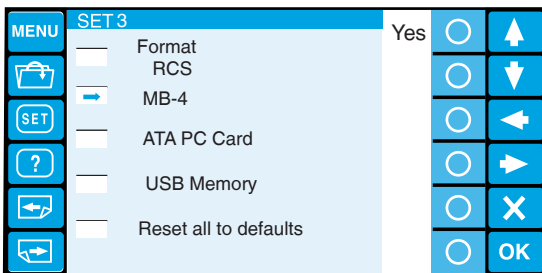 MENU
SET 3
Yes
Format
RCS
MB-4
SET
ATA PC Card
?
USB Memory
Reset all to defaults
OK